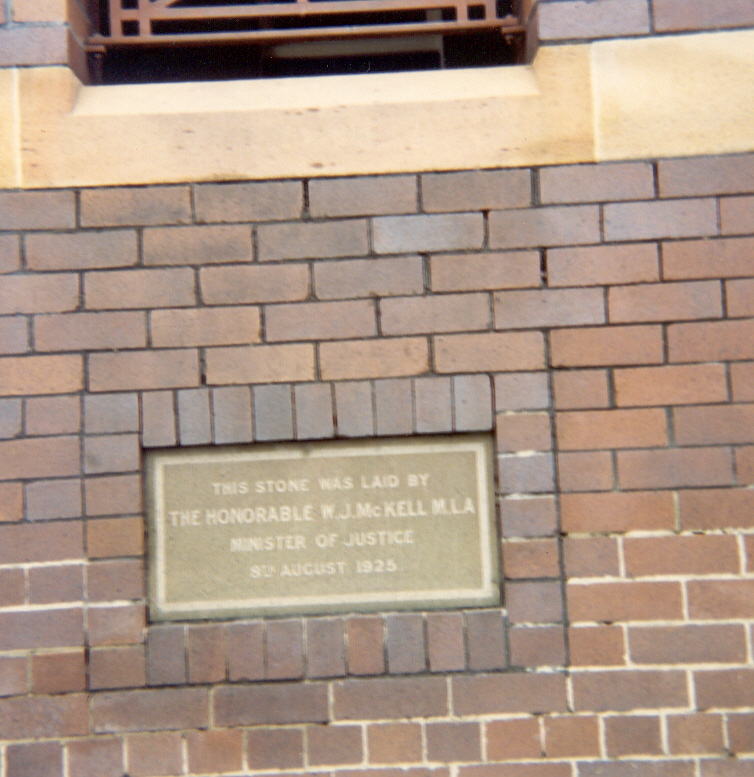 THIS STONE WAS LAID BY
THE HONORABLE W.J.McKELL M.L.A
MINISTER OF JUSTICE
8TH AUGUST 1925.